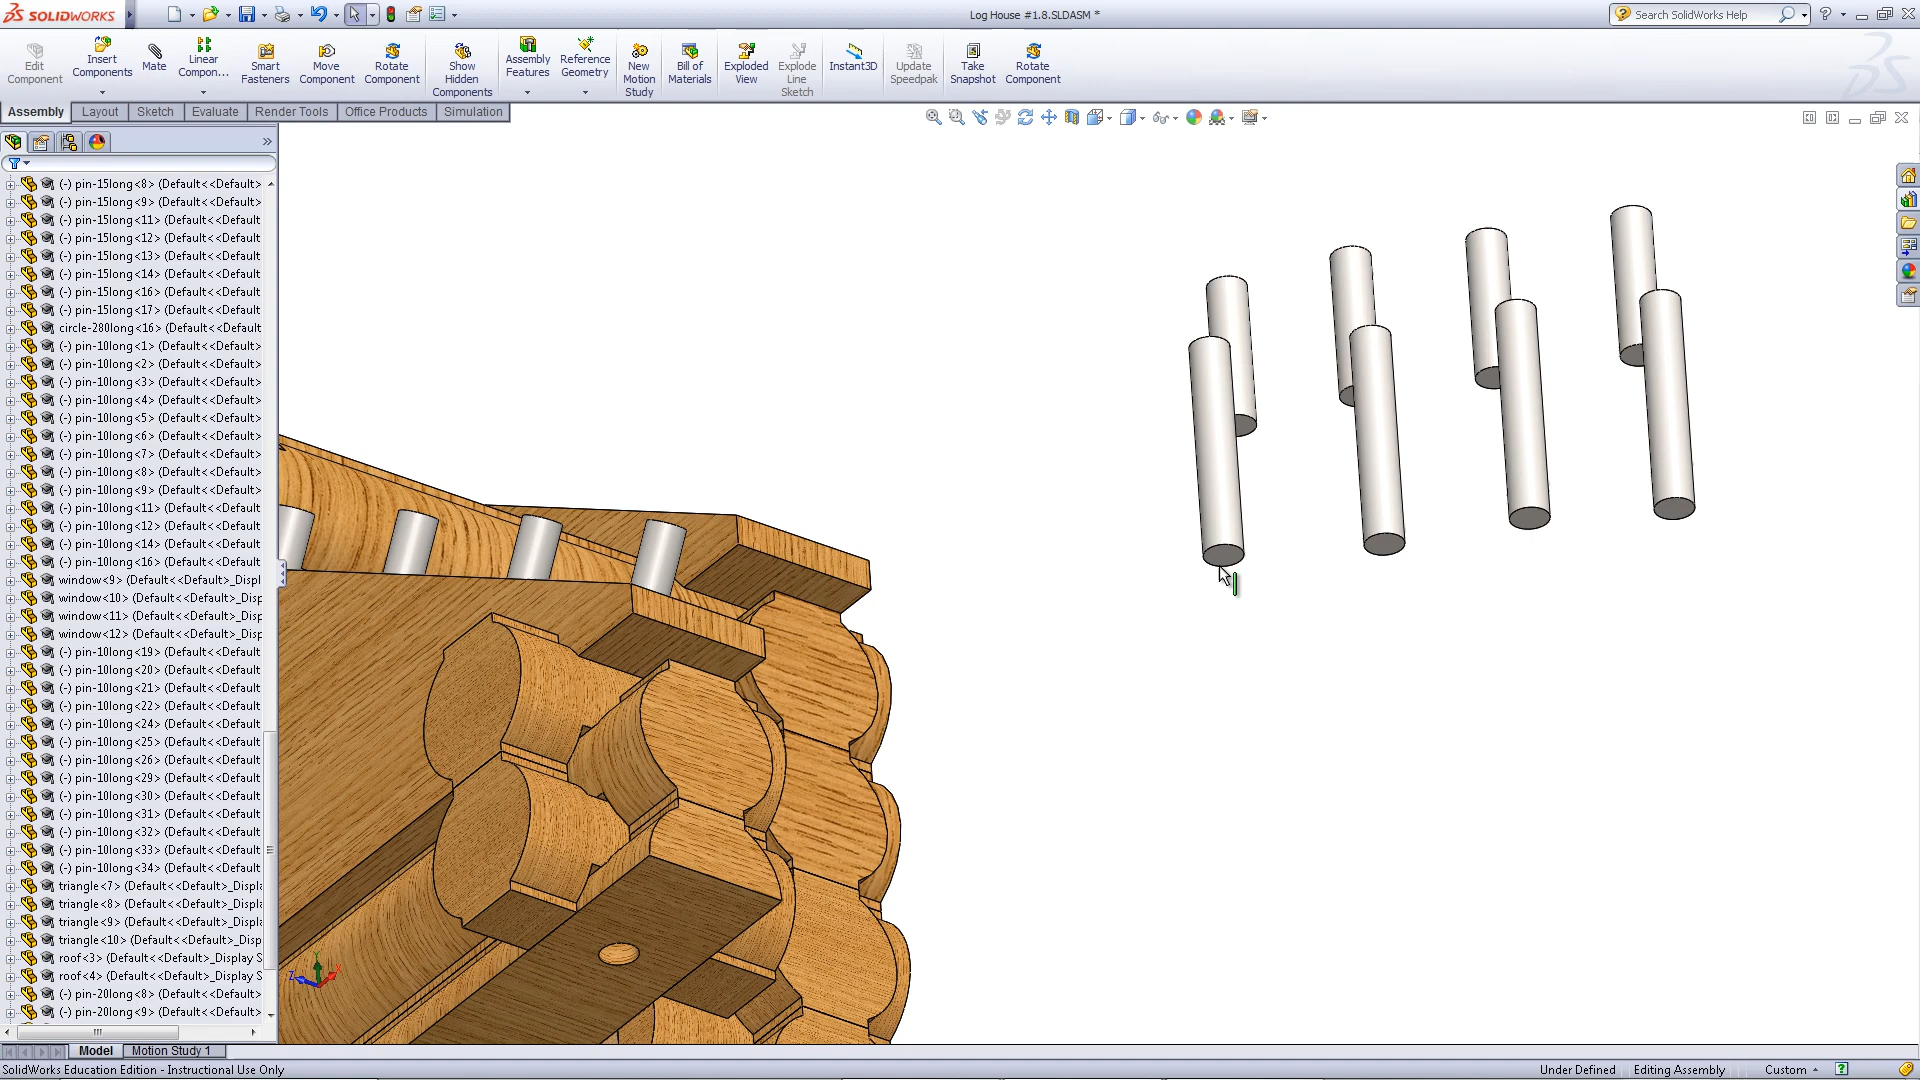 SOLIDWORKS
Log House #1.8.SLDASM *
Search SolidWorks Help
Edit Component
Insert Components
Mate
Linear Compon...
Smart Fasteners
Move Component
Rotate Component
Show Hidden Components
Assembly Features
Reference Geometry
New Motion Study
Bill of Materials
Exploded View
Explode Line Sketch
Instant3D
Update Speedpak
Take Snapshot
Rotate Component
Assembly
Layout
Sketch
Evaluate
Render Tools
Office Products
Simulation
(-) pin-15long<8> (Default<<Default>
(-) pin-15long<9> (Default<<Default>
(-) pin-15long<11> (Default<<Default
(-) pin-15long<12> (Default<<Default
(-) pin-15long<13> (Default<<Default
(-) pin-15long<14> (Default<<Default
(-) pin-15long<16> (Default<<Default
(-) pin-15long<17> (Default<<Default
circle-280long<16> (Default<<Default
(-) pin-10long<1> (Default<<Default>
(-) pin-10long<2> (Default<<Default>
(-) pin-10long<3> (Default<<Default>
(-) pin-10long<4> (Default<<Default>
(-) pin-10long<5> (Default<<Default>
(-) pin-10long<6> (Default<<Default>
(-) pin-10long<7> (Default<<Default>
(-) pin-10long<8> (Default<<Default>
(-) pin-10long<9> (Default<<Default>
(-) pin-10long<11> (Default<<Default
(-) pin-10long<12> (Default<<Default
(-) pin-10long<14> (Default<<Default
(-) pin-10long<16> (Default<<Default
window<9> (Default<<Default>_Displ
window<10> (Default<<Default>_Disp
window<11> (Default<<Default>_Disp
window<12> (Default<<Default>_Disp
(-) pin-10long<19> (Default<<Default
(-) pin-10long<20> (Default<<Default
(-) pin-10long<21> (Default<<Default
(-) pin-10long<22> (Default<<Default
(-) pin-10long<24> (Default<<Default
(-) pin-10long<25> (Default<<Default
(-) pin-10long<26> (Default<<Default
(-) pin-10long<29> (Default<<Default
(-) pin-10long<30> (Default<<Default
(-) pin-10long<31> (Default<<Default
(-) pin-10long<32> (Default<<Default
(-) pin-10long<33> (Default<<Default
(-) pin-10long<34> (Default<<Default
triangle<7> (Default<<Default>_Displa
triangle<8> (Default<<Default>_Displa
triangle<9> (Default<<Default>_Displa
triangle<10> (Default<<Default>_Disp
roof<3> (Default<<Default>_Display S
roof<4> (Default<<Default>_Display S
(-) pin-20long<8> (Default<<Default>
(-) pin-20long<9> (Default<<Default>
Y
Z
X
Model
Motion Study 1
SolidWorks Education Edition - Instructional Use Only
Under Defined
Editing Assembly
Custom